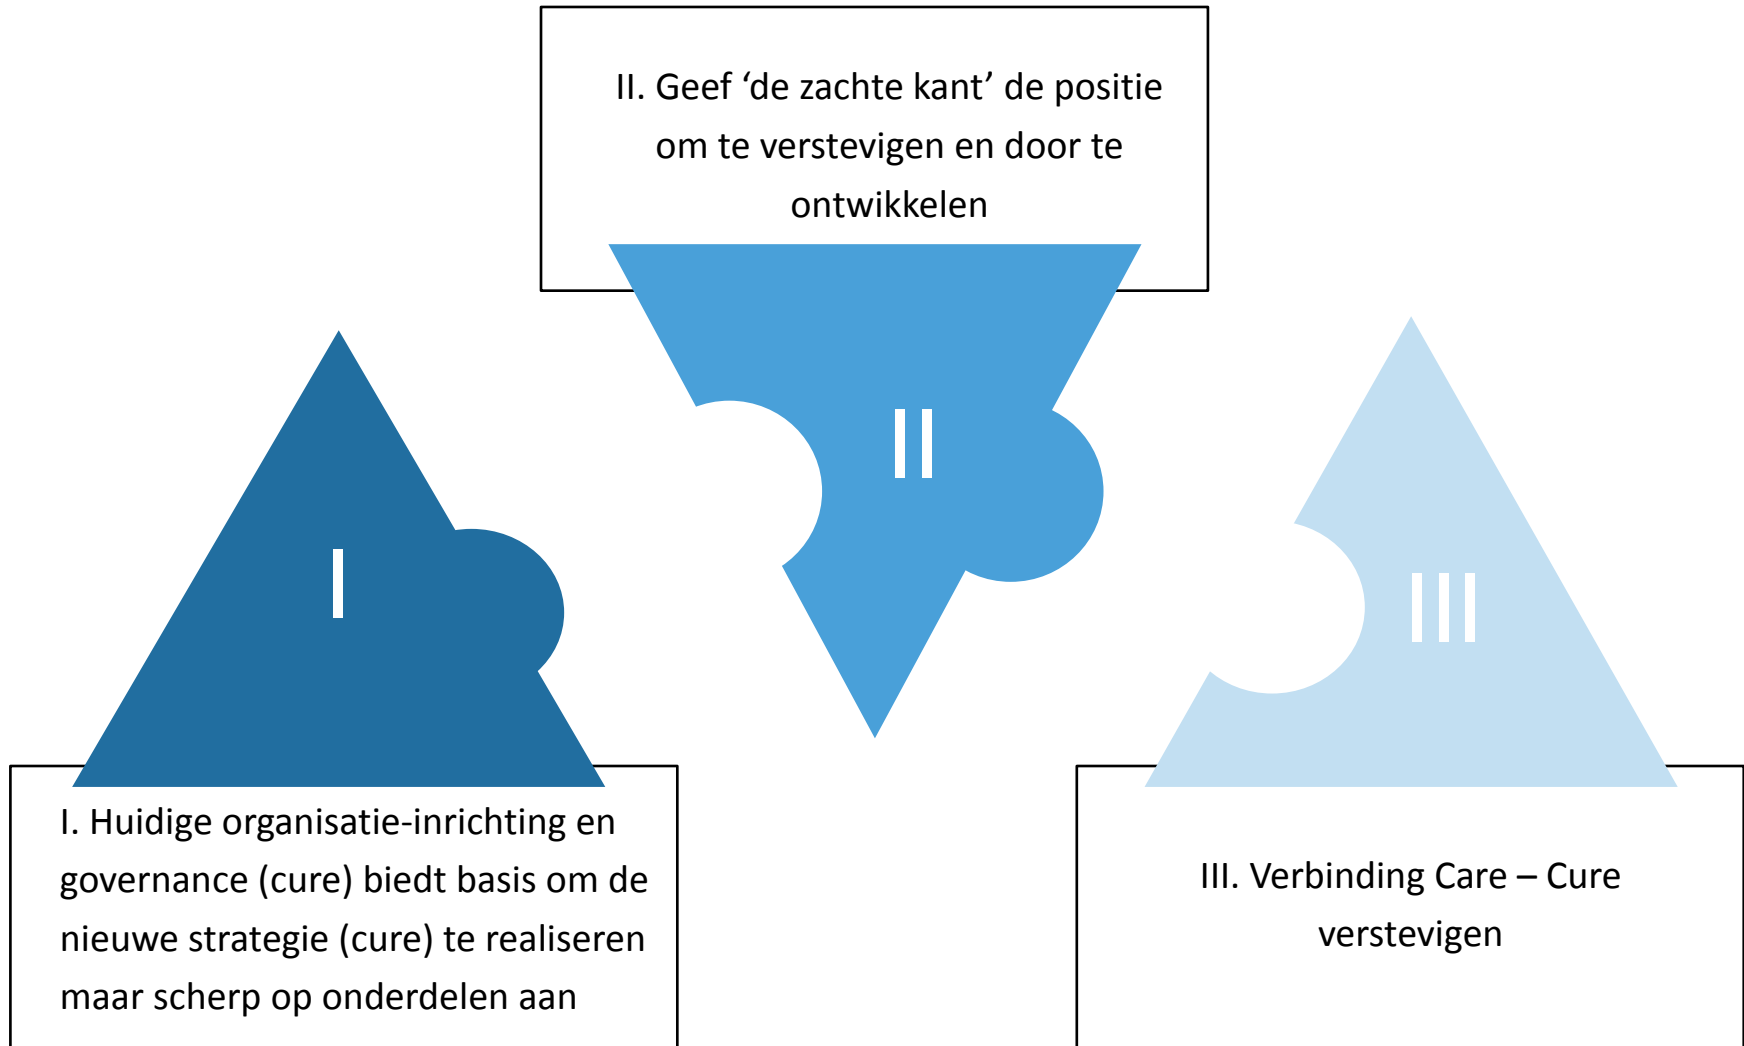 II. Geef ‘de zachte kant’ de positie
om te verstevigen en door te
ontwikkelen
I
II
III
I. Huidige organisatie-inrichting en
governance (cure) biedt basis om de
nieuwe strategie (cure) te realiseren
maar scherp op onderdelen aan
III. Verbinding Care – Cure
verstevigen